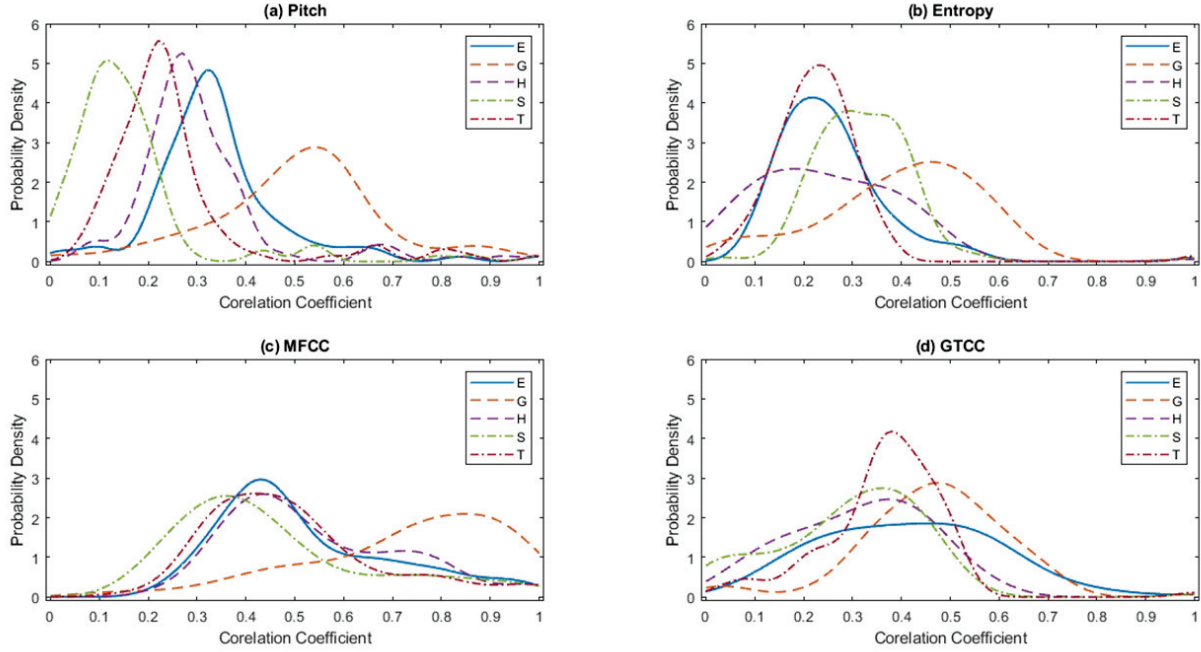 (a) Pitch
6
5
4
3
2
1
0
Probability Density
0 0.1 0.2 0.3 0.4 0.5 0.6 0.7 0.8 0.9 1
Corelation Coefficient
E
G
H
S
T
(b) Entropy
6
5
4
3
2
1
0
Probability Density
0 0.1 0.2 0.3 0.4 0.5 0.6 0.7 0.8 0.9 1
Corelation Coefficient
E
G
H
S
T
(c) MFCC
6
5
4
3
2
1
0
Probability Density
0 0.1 0.2 0.3 0.4 0.5 0.6 0.7 0.8 0.9 1
Corelation Coefficient
E
G
H
S
T
(d) GTCC
6
5
4
3
2
1
0
Probability Density
0 0.1 0.2 0.3 0.4 0.5 0.6 0.7 0.8 0.9 1
Corelation Coefficient
E
G
H
S
T